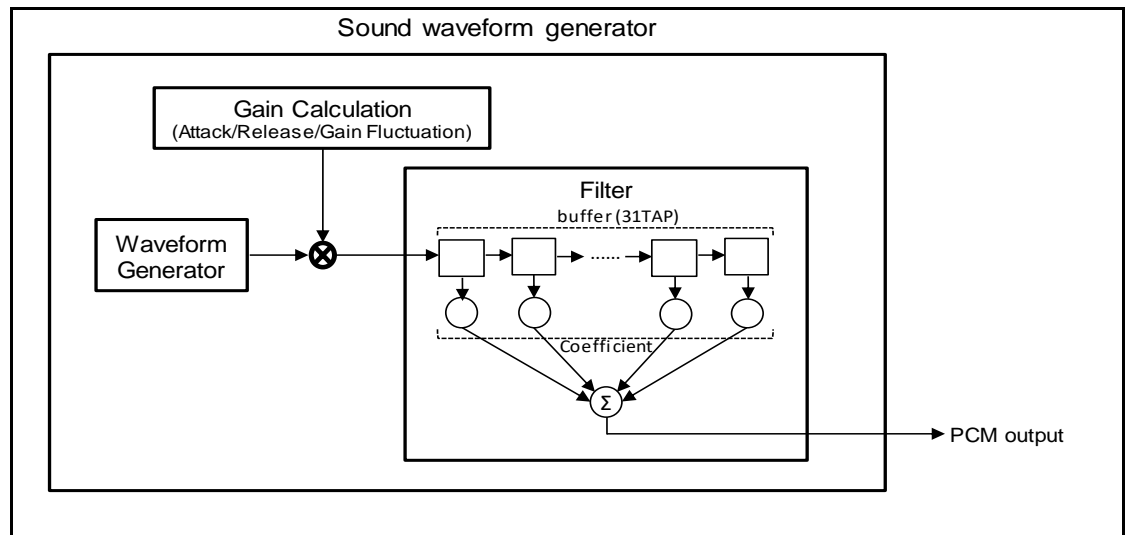 Sound waveform generator
Gain Calculation
(Attack/Release/Gain Fluctuation)
Filter
buffer (31TAP)
Waveform
Generator
......
Coefficient
Σ
PCM output